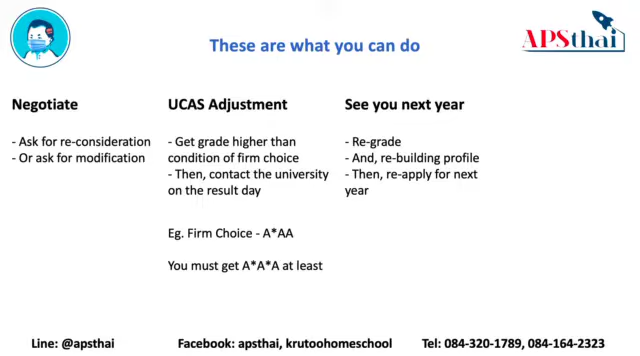 These are what you can do
APSthai
Negotiate
- Ask for re-consideration
- Or ask for modification
UCAS Adjustment
- Get grade higher than
condition of firm choice
- Then, contact the university
on the result day
Eg. Firm Choice - A*AA
You must get A*A*A at least
See you next year
- Re-grade
- And, re-building profile
- Then, re-apply for next
year
Line: @apsthai
Facebook: apsthai, krutoohomeschool
Tel: 084-320-1789, 084-164-2323